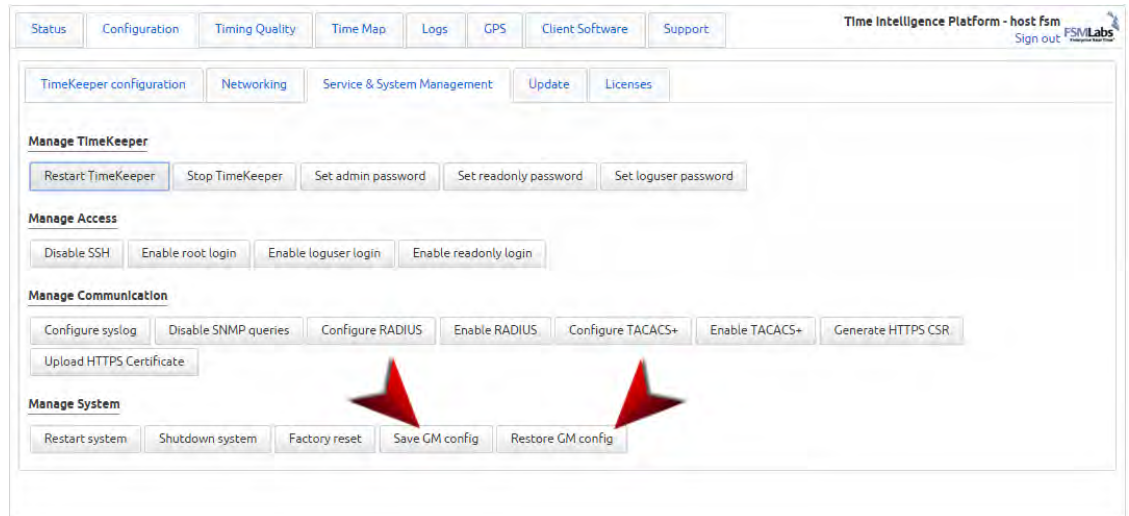 Status Configuration Timing Quality Time Map Logs GPS Client Software Support
Time Intelligence Platform - host fsm
Sign out
FSMLabs
TimeKeeper configuration Networking Service & System Management Update Licenses
Manage TimeKeeper
Restart TimeKeeper Stop TimeKeeper Set admin password Set readonly password Set loguser password
Manage Access
Disable SSH Enable root login Enable loguser login Enable readonly login
Manage Communication
Configure syslog Disable SNMP queries Configure RADIUS Enable RADIUS Configure TACACS+ Enable TACACS+ Generate HTTPS CSR
Upload HTTPS Certificate
Manage System
Restart system Shutdown system Factory reset Save GM config Restore GM config